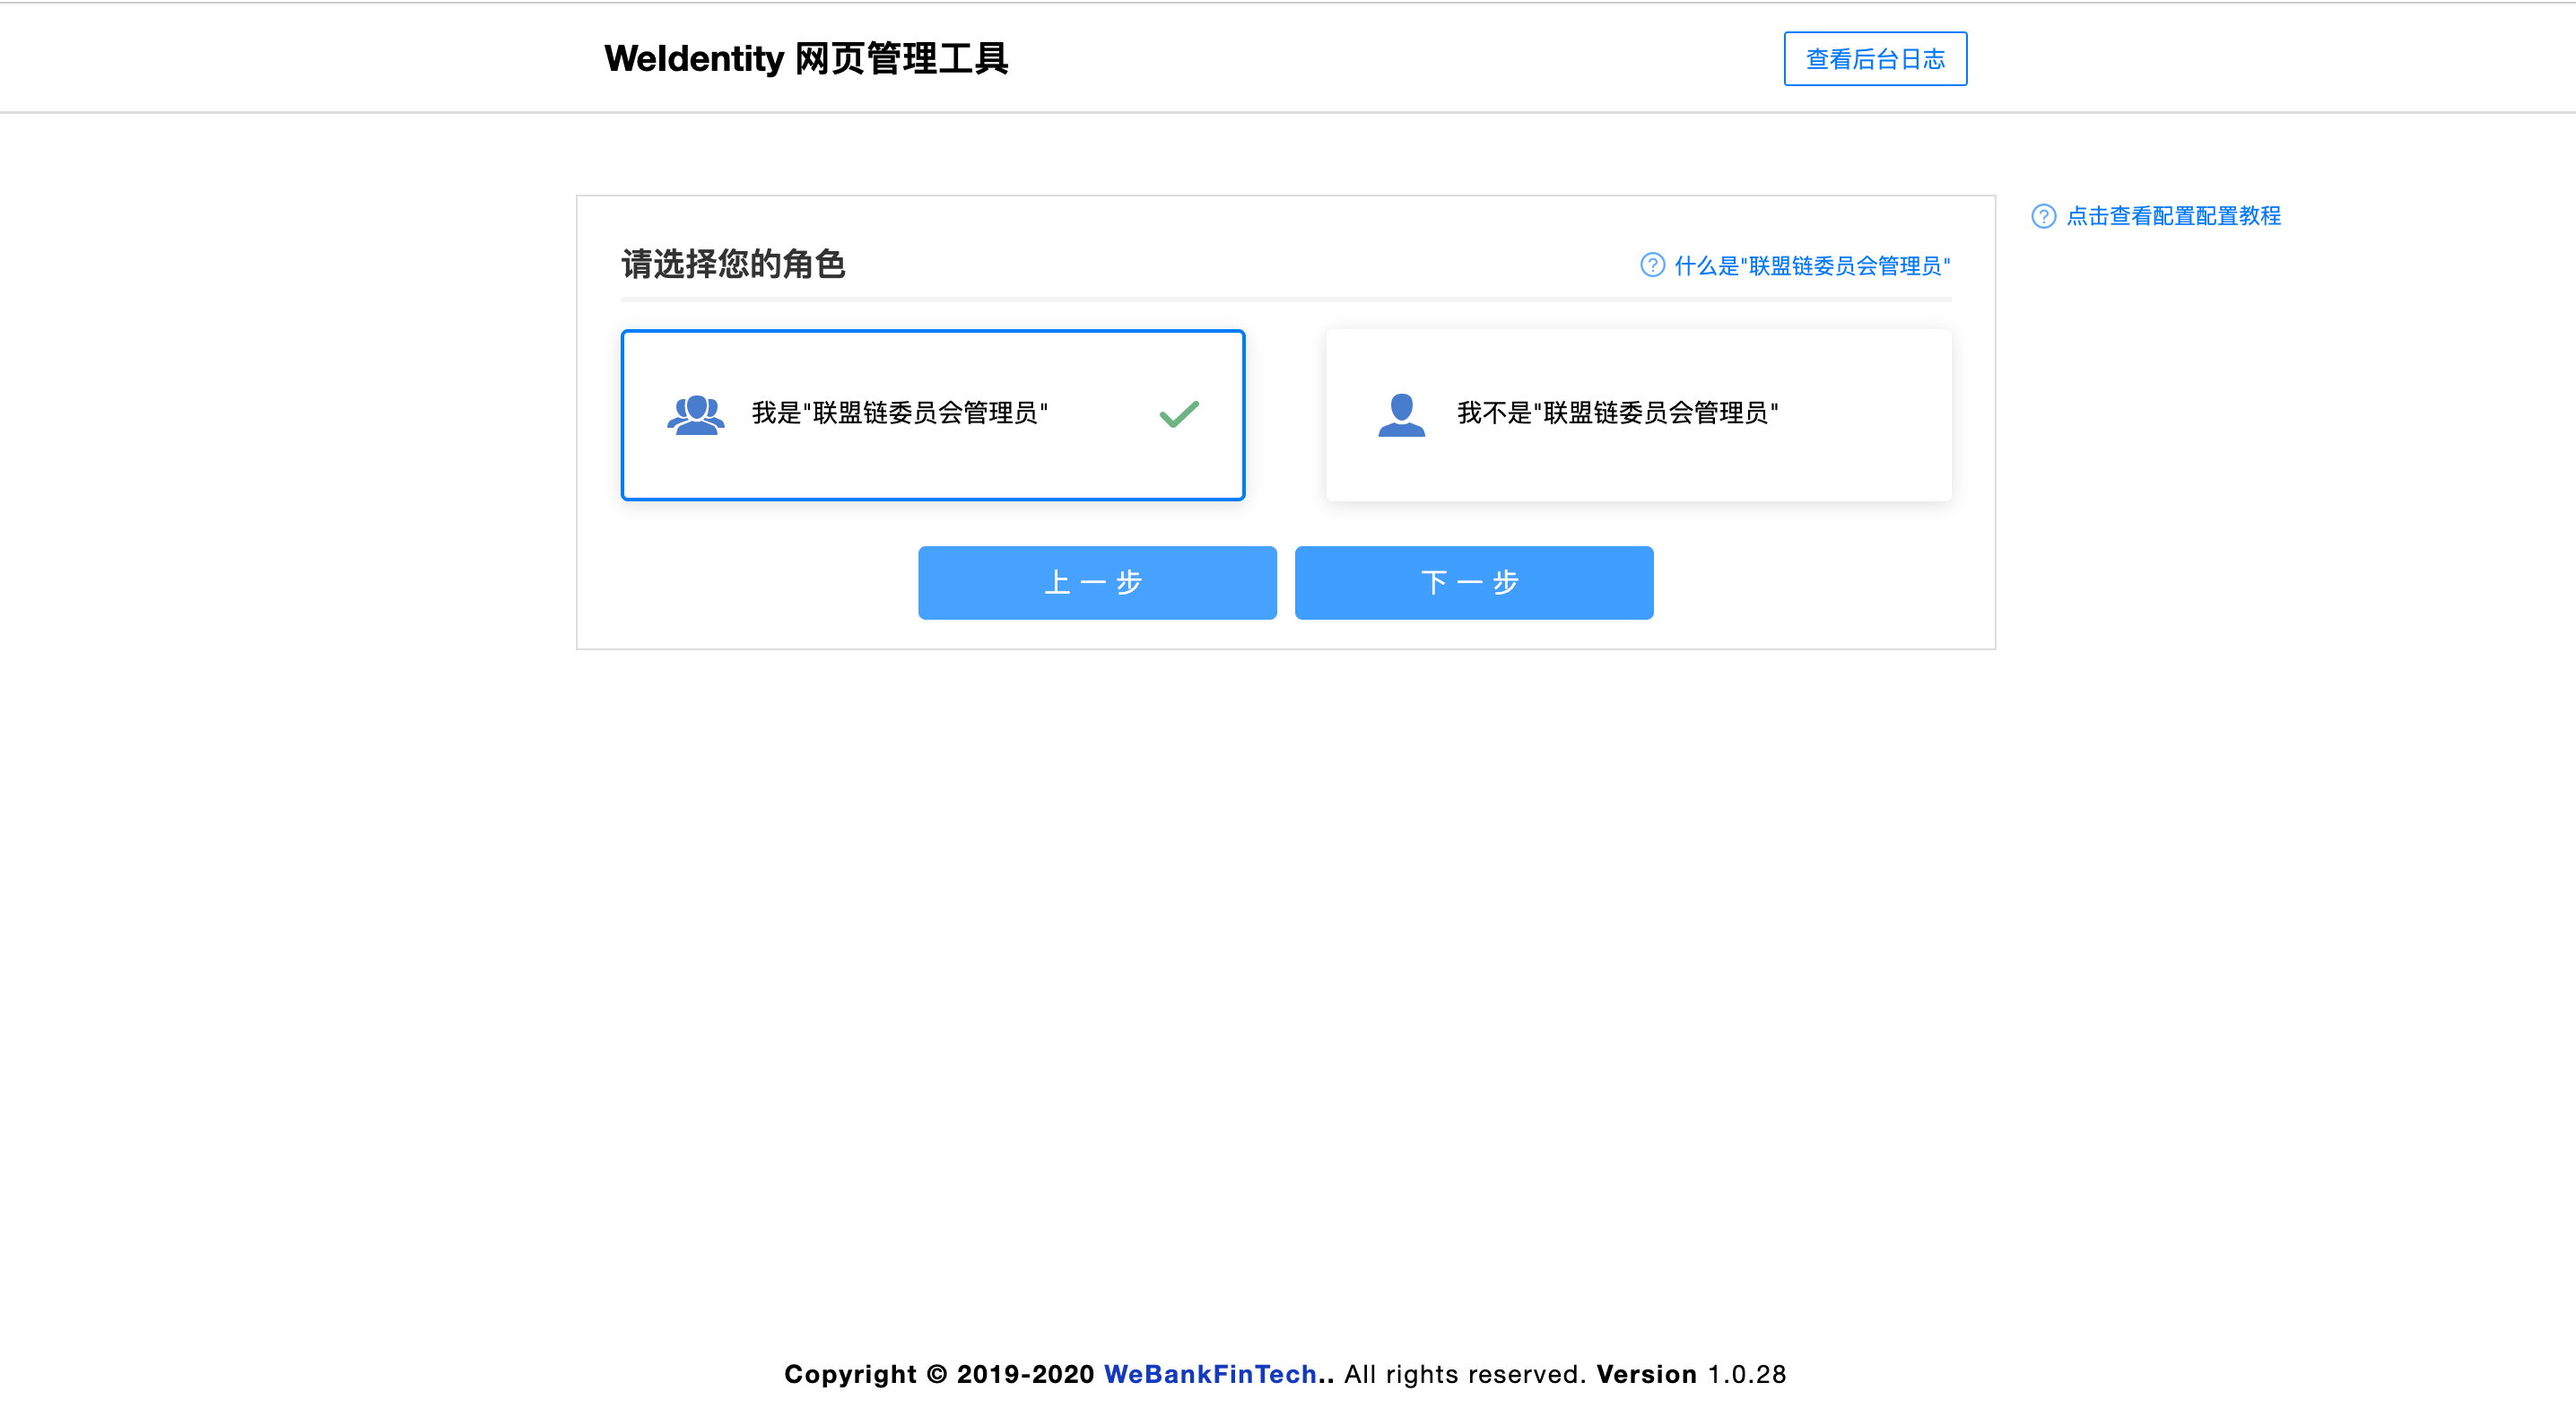 WeIdentity 网页管理工具
查看后台日志
点击查看配置配置教程
请选择您的角色
什么是"联盟链委员会管理员"
我是"联盟链委员会管理员"
我不是"联盟链委员会管理员"
上一步
下一步
Copyright © 2019-2020 WeBankFinTech.. All rights reserved. Version 1.0.28